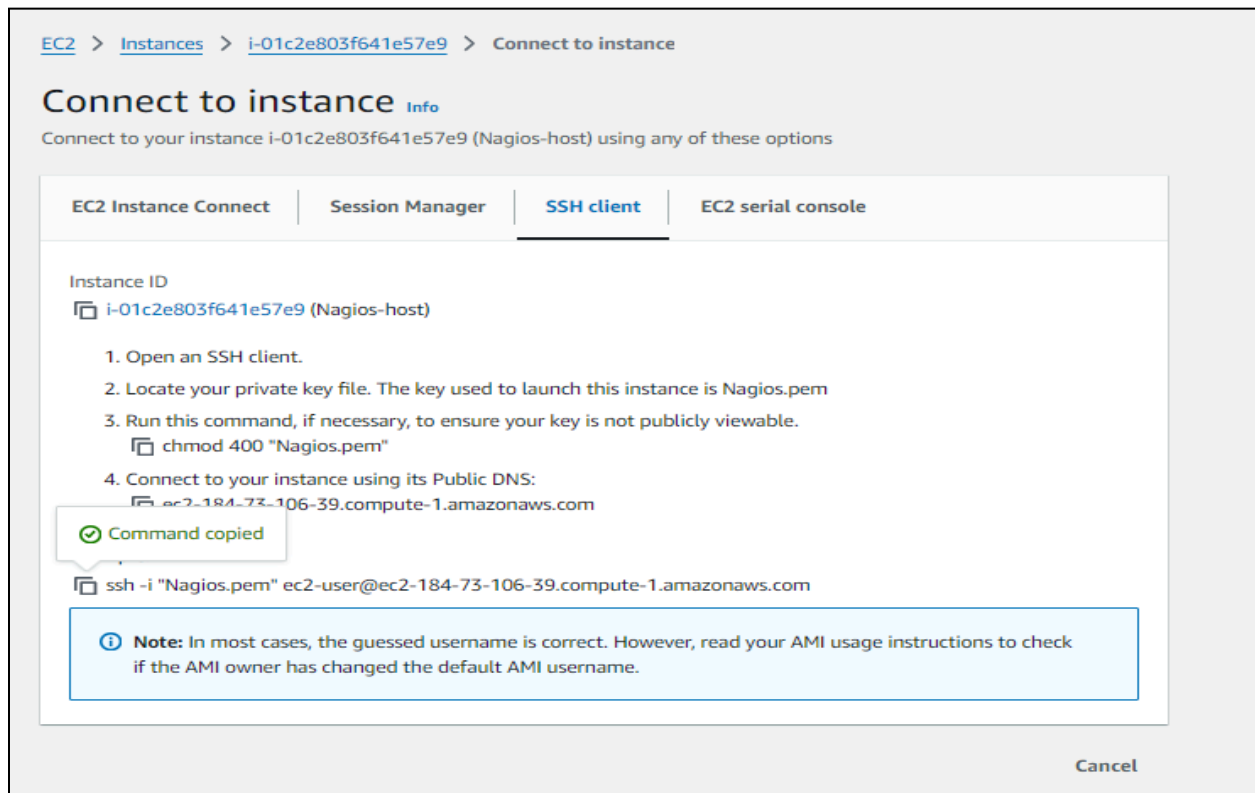 EC2 > Instances > i-01c2e803f641e57e9 > Connect to instance
Connect to instance Info
Connect to your instance i-01c2e803f641e57e9 (Nagios-host) using any of these options
EC2 Instance Connect Session Manager SSH client EC2 serial console
Instance ID
i-01c2e803f641e57e9 (Nagios-host)
1. Open an SSH client.
2. Locate your private key file. The key used to launch this instance is Nagios.pem
3. Run this command, if necessary, to ensure your key is not publicly viewable.
chmod 400 "Nagios.pem"
4. Connect to your instance using its Public DNS:
ec2-184-73-106-39.compute-1.amazonaws.com
Command copied
ssh -i "Nagios.pem" ec2-user@ec2-184-73-106-39.compute-1.amazonaws.com
Note: In most cases, the guessed username is correct. However, read your AMI usage instructions to check
if the AMI owner has changed the default AMI username.
Cancel